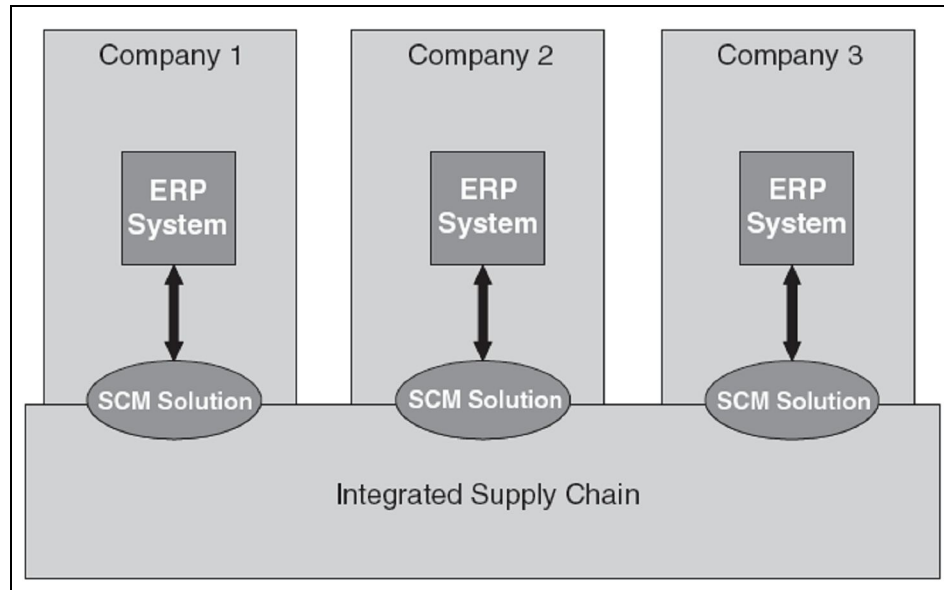 Company 1
Company 2
Company 3
ERP
System
ERP
System
ERP
System
SCM Solution
SCM Solution
SCM Solution
Integrated Supply Chain